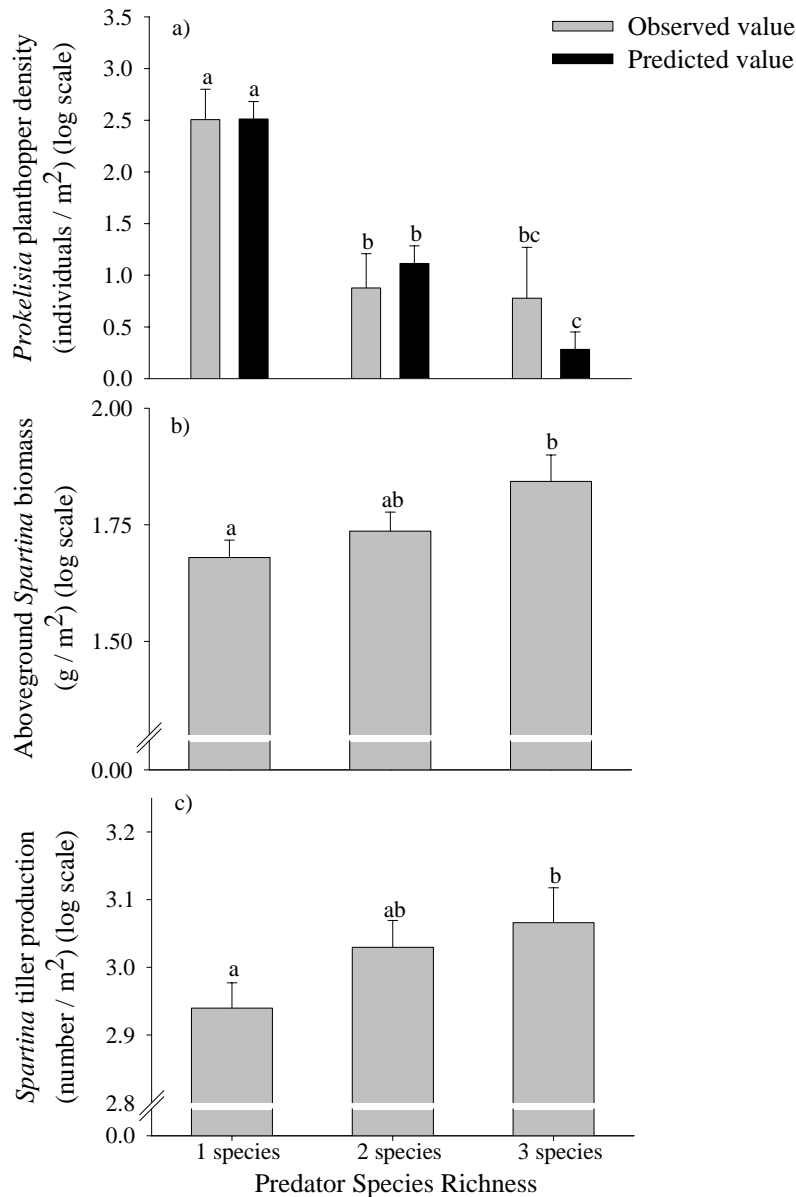 a)
Observed value
Predicted value
Prokelisia planthopper density
(individuals / m²) (log scale)
3.5
3.0
2.5
2.0
1.5
1.0
0.5
0.0
a
a
b
b
bc
c
b)
Aboveground Spartina biomass
(g / m²) (log scale)
2.00
1.75
1.50
0.00
a
ab
b
c)
Spartina tiller production
(number / m²) (log scale)
3.2
3.1
3.0
2.9
2.8
0.0
a
ab
b
1 species
2 species
3 species
Predator Species Richness